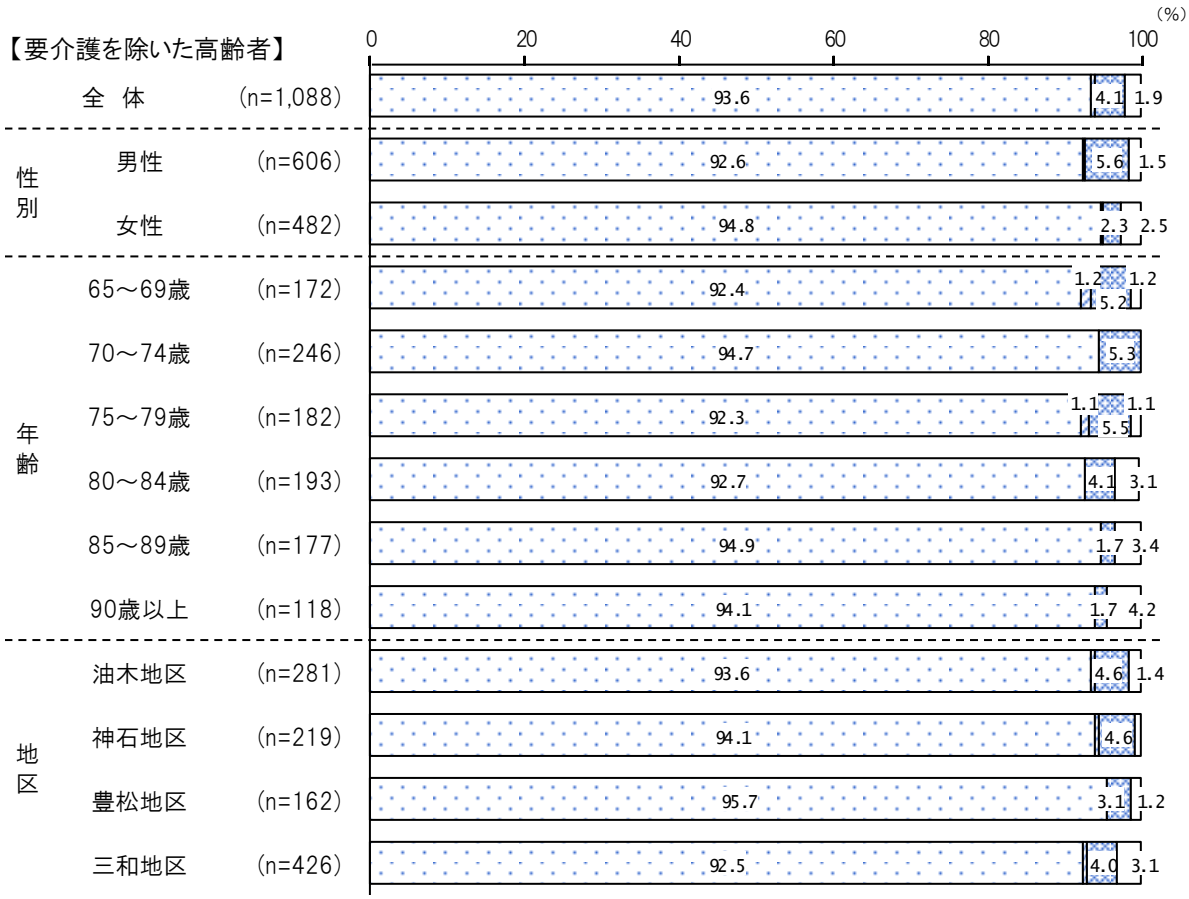 (%)
【要介護を除いた高齢者】 0 20 40 60 80 100
全 体 (n=1,088) 93.6 4.1 1.9
性別
男性 (n=606) 92.6 5.6 1.5
女性 (n=482) 94.8 2.3 2.5
年齢
65～69歳 (n=172) 92.4 1.2 5.2 1.2
70～74歳 (n=246) 94.7 5.3
75～79歳 (n=182) 92.3 1.1 5.5 1.1
80～84歳 (n=193) 92.7 4.1 3.1
85～89歳 (n=177) 94.9 1.7 3.4
90歳以上 (n=118) 94.1 1.7 4.2
地区
油木地区 (n=281) 93.6 4.6 1.4
神石地区 (n=219) 94.1 4.6
豊松地区 (n=162) 95.7 3.1 1.2
三和地区 (n=426) 92.5 4.0 3.1